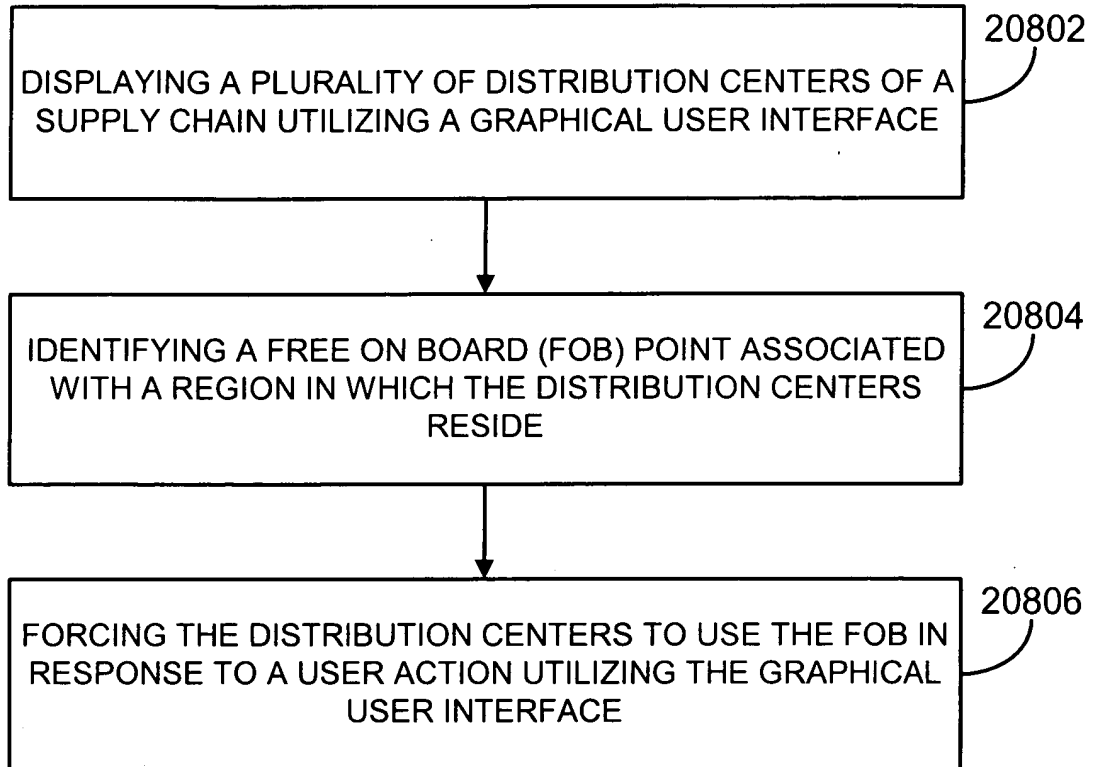 20802
DISPLAYING A PLURALITY OF DISTRIBUTION CENTERS OF A
SUPPLY CHAIN UTILIZING A GRAPHICAL USER INTERFACE
20804
IDENTIFYING A FREE ON BOARD (FOB) POINT ASSOCIATED
WITH A REGION IN WHICH THE DISTRIBUTION CENTERS
RESIDE
20806
FORCING THE DISTRIBUTION CENTERS TO USE THE FOB IN
RESPONSE TO A USER ACTION UTILIZING THE GRAPHICAL
USER INTERFACE